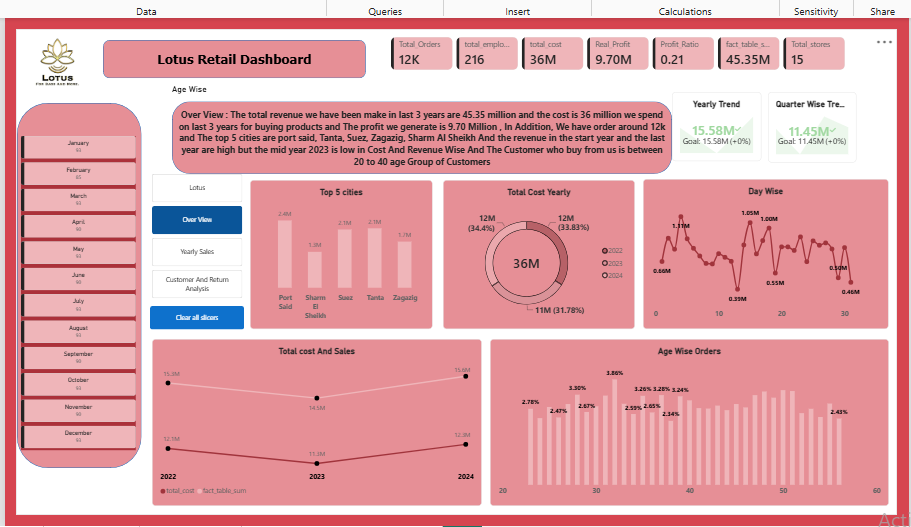 Data
Queries
Insert
Calculations
Sensitivity
Share
LOTUS
Lotus Retail Dashboard
Total_Orders
12K
total_emplo...
216
total_cost
36M
Real_Profit
9.70M
Profit_Ratio
0.21
fact_table_s...
45.35M
Total_stores
15
Age Wise
Over View : The total revenue we have been make in last 3 years are 45.35 million and the cost is 36 million we spend
on last 3 years for buying products and The profit we generate is 9.70 Million , In Addition, We have order around 12k
and The top 5 cities are port said, Tanta, Suez, Zagazig, Sharm Al Sheikh And the revenue in the start year and the last
year are high but the mid year 2023 is low in Cost And Revenue Wise And The Customer who buy from us is between
20 to 40 age Group of Customers
Yearly Trend
15.58M
Goal: 15.58M (+0%)
Quarter Wise Tre...
11.45M
Goal: 11.45M (+0%)
January
93
February
85
March
93
April
90
May
93
June
90
July
93
August
93
September
90
October
93
November
90
December
93
Lotus
Over View
Yearly Sales
Customer And Return
Analysis
Clear all slicers
Top 5 cities
2.4M
2.1M
2.1M
Port
Said
Sharm
El
Sheikh
Suez
Tanta
Zagazig
Total Cost Yearly
12M
(34.4%)
12M
(33.83%)
36M
11M (31.78%)
2022
2023
2024
Day Wise
0.66M
1.11M
0.39M
1.05M
1.00M
0.55M
0.50M
0.46M
0
10
20
30
Total cost And Sales
14.5M
2022
2023
2024
total_cost
fact_table_sum
Age Wise Orders
2.78%
2.47%
3.30%
2.67%
3.86%
2.59%
3.26%
2.65%
3.28%
2.34%
3.24%
2.43%
20
30
40
50
60